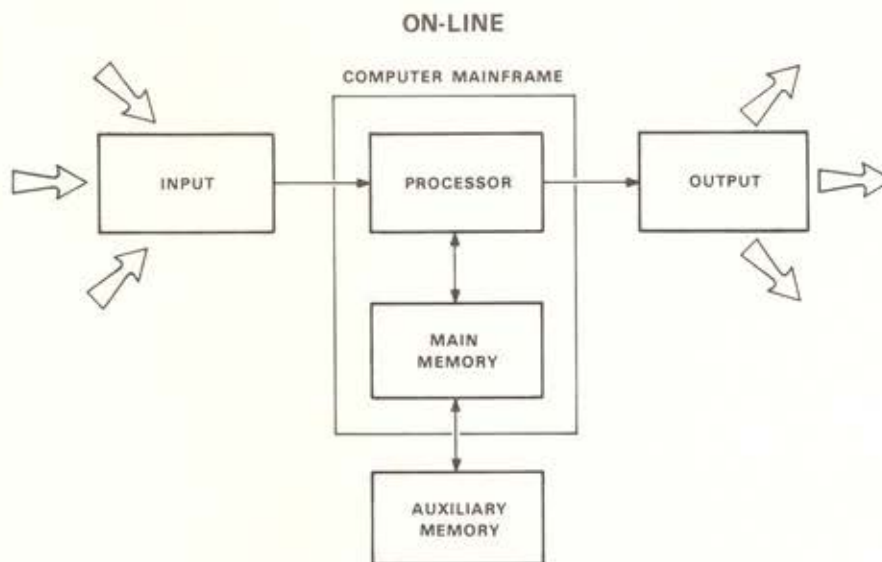 ON-LINE
COMPUTER MAINFRAME
INPUT
PROCESSOR
OUTPUT
MAIN
MEMORY
AUXILIARY
MEMORY